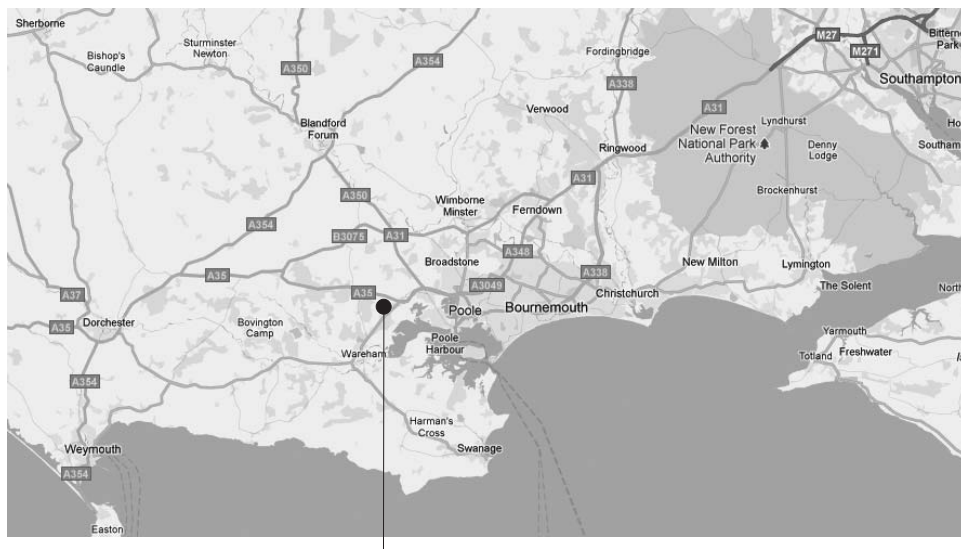 Sherborne
Bishop's
Caundle
Sturminster
Newton
A350
A354
Fordingbridge
A338
M27
M271
Bitterne
Park
Southampton
Verwood
A31
Blandford
Forum
New Forest
National Park
Authority
Lyndhurst
Denny
Lodge
Ringwood
Brockenhurst
A350
Wimborne
Minster
Ferndown
A31
A354
B3075
A31
A348
Broadstone
New Milton
Lymington
A35
A338
A3049
Christchurch
The Solent
A37
A35
Poole
Bournemouth
A35
Dorchester
Bovington
Camp
Poole
Harbour
Wareham
Yarmouth
Totland
Freshwater
A354
Harman's
Cross
Swanage
Weymouth
A354
Easton